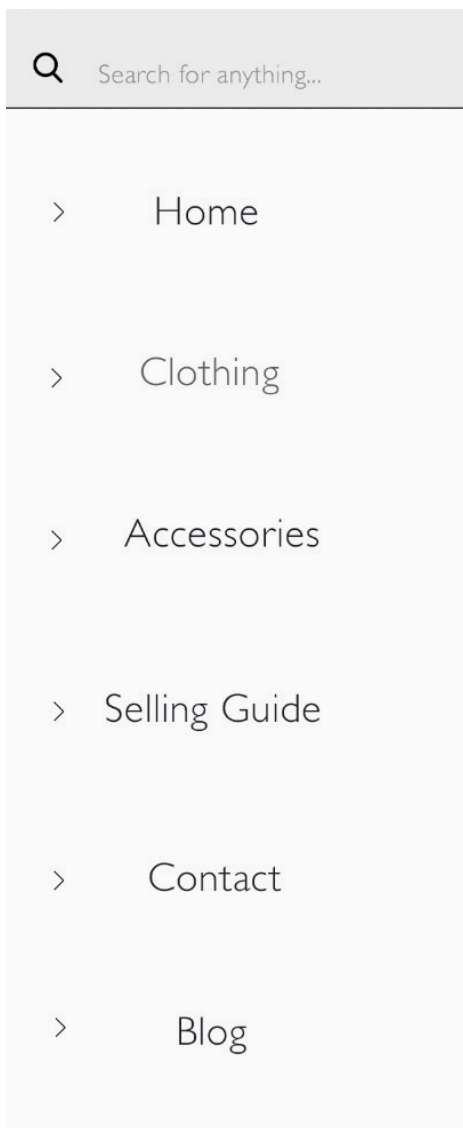 Search for anything...
Home
Clothing
Accessories
Selling Guide
Contact
Blog